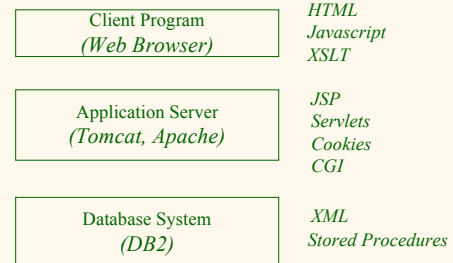 Client Program
(Web Browser)
HTML
Javascript
XSLT
Application Server
(Tomcat, Apache)
JSP
Servlets
Cookies
CGI
Database System
(DB2)
XML
Stored Procedures